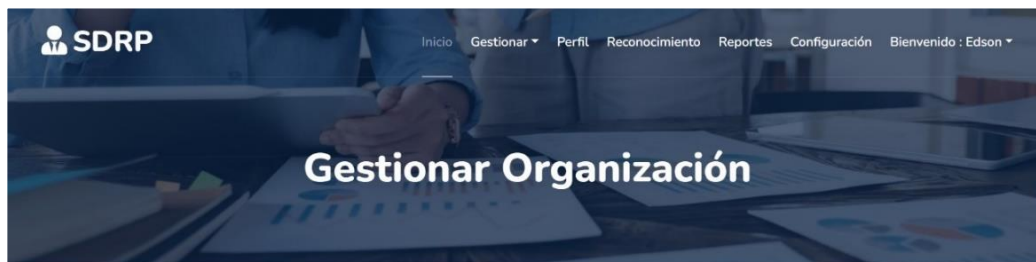 SDRP
Inicio Gestionar Perfil Reconocimiento Reportes Configuración Bienvenido : Edson
Gestionar Organización